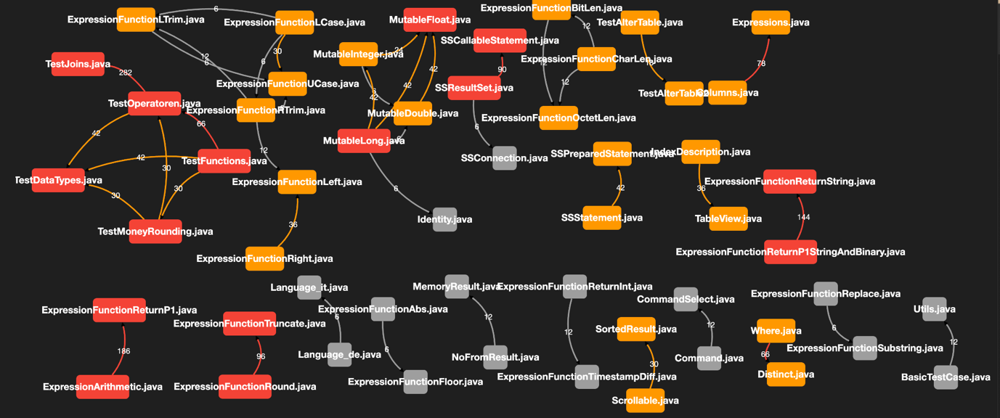 ExpressionFunctionLTrim.java
6
ExpressionFunctionLCase.java
MutableFloat.java
ExpressionFunctionBitLen.java
TestAlterTable.java
Expressions.java
12
SSCallableStatement.java
MutableInteger.java
24
30
12
6
6
ExpressionFunctionCharLen.java
12
78
TestJoins.java
282
42
90
ExpressionFunctionUCase.java
42
SSResultSet.java
12
TestAlterTable2
Columns.java
6
42
TestOperatoren.java
ExpressionFunctionRTrim.java
MutableDouble.java
ExpressionFunctionOctetLen.java
66
6
42
12
MutableLong.java
6
SSConnection.java
SSPreparedStatement.java
IndexDescription.java
42
TestFunctions.java
30
TestDataTypes.java
ExpressionFunctionLeft.java
ExpressionFunctionReturnString.java
30
30
6
42
36
Identity.java
SSStatement.java
TableView.java
144
36
TestMoneyRounding.java
ExpressionFunctionReturnP1StringAndBinary.java
ExpressionFunctionRight.java
Language_it.java
MemoryResult.java
ExpressionFunctionReturnInt.java
CommandSelect.java
ExpressionFunctionReplace.java
ExpressionFunctionReturnP1.java
ExpressionFunctionAbs.java
Utils.java
6
12
ExpressionFunctionTruncate.java
12
SortedResult.java
12
Where.java
6
186
96
6
66
12
Language_de.java
NoFromResult.java
Command.java
ExpressionFunctionSubstring.java
30
ExpressionArithmetic.java
ExpressionFunctionRound.java
ExpressionFunctionFloor.java
ExpressionFunctionTimestampDiff.java
Distinct.java
BasicTestCase.java
Scrollable.java